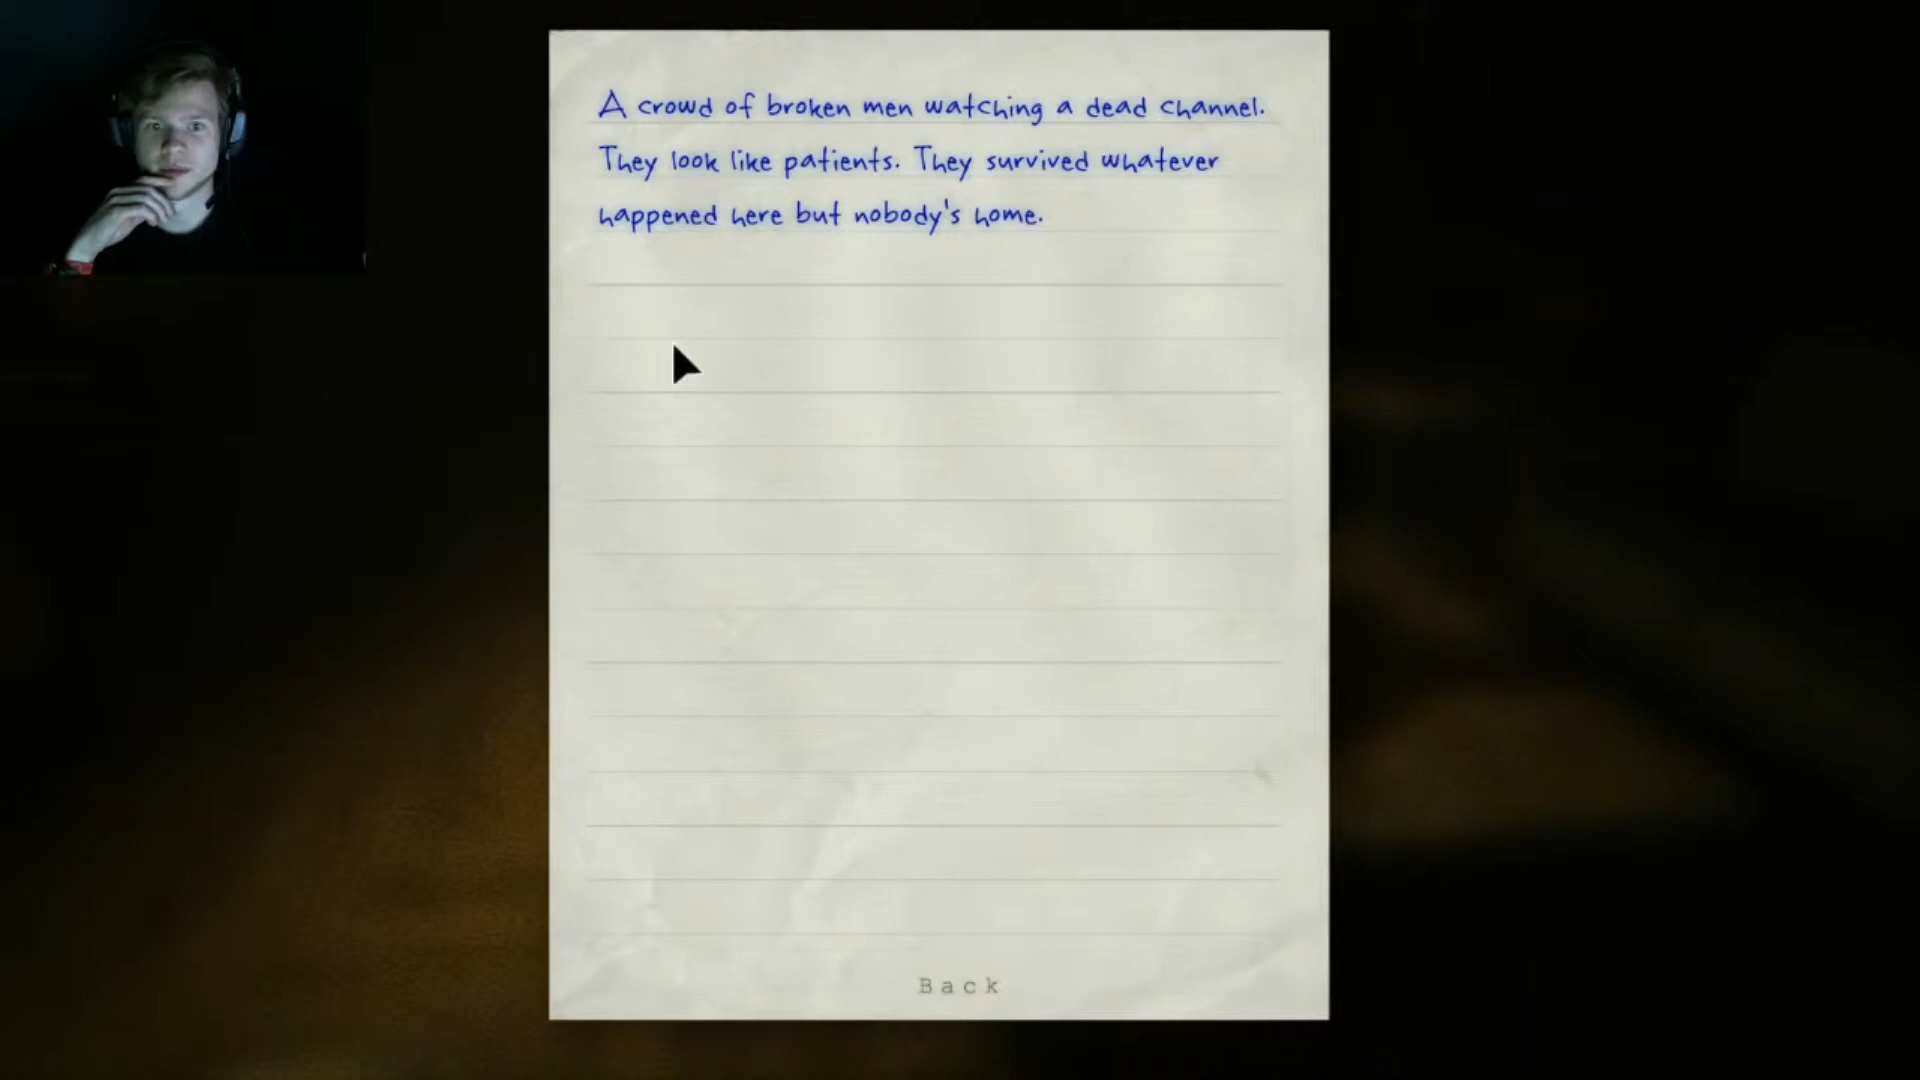 A crowd of broken men watching a dead channel.
They look like patients. They survived whatever
happened here but nobody's home.
Back